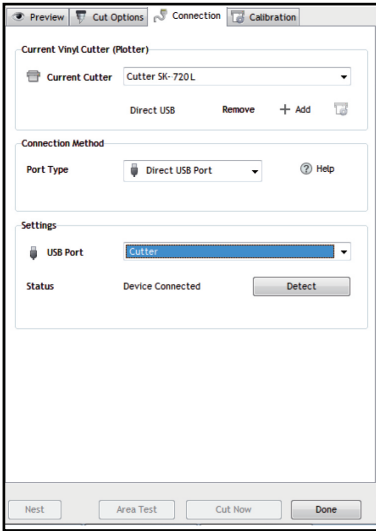 Preview Cut Options Connection Calibration
Current Vinyl Cutter (Plotter)
Current Cutter Cutter SK-720L
Direct USB Remove Add
Connection Method
Port Type Direct USB Port Help
Settings
USB Port Cutter
Status Device Connected Detect
Nest Area Test Cut Now Done